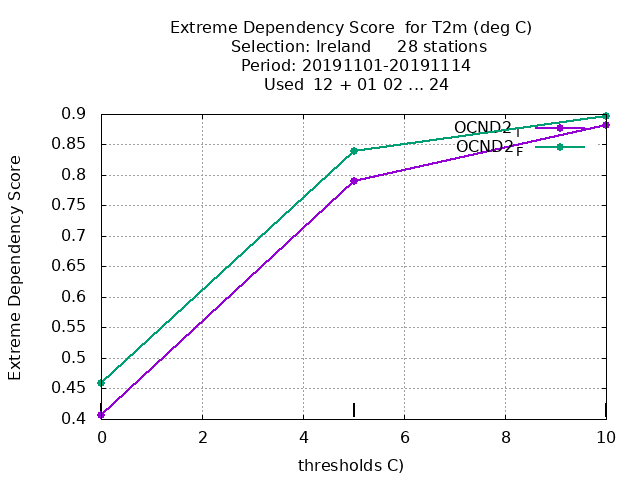 Extreme Dependency Score for T2m (deg C)
Selection: Ireland 28 stations
Period: 20191101-20191114
Used 12 + 01 02 ... 24
Extreme Dependency Score
0.9
0.85
0.8
0.75
0.7
0.65
0.6
0.55
0.5
0.45
0.4
OCND2_T
OCND2_F
0 2 4 6 8 10
thresholds C)